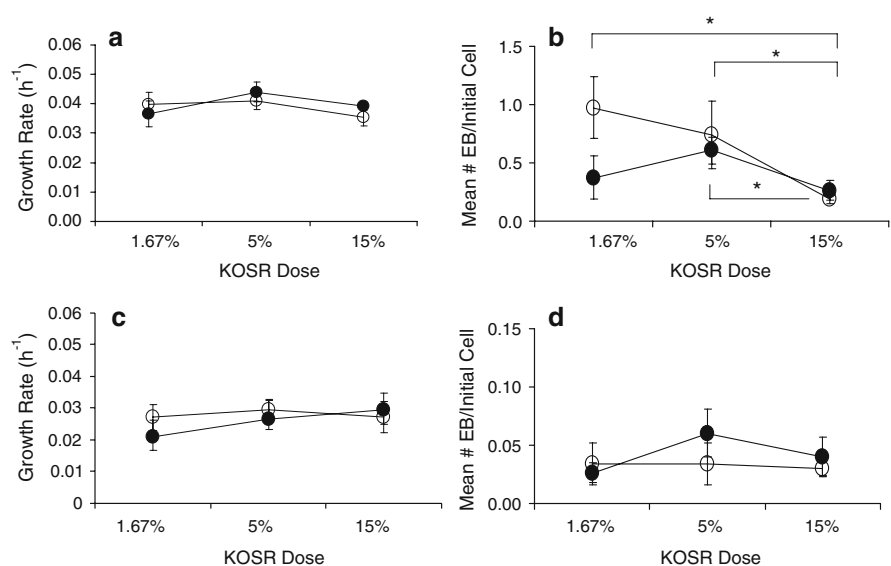 a
Growth Rate (h-1)
0.06
0.05
0.04
0.03
0.02
0.01
0.00
1.67% 5% 15%
KOSR Dose
b
Mean # EB/Initial Cell
1.5
1.0
0.5
0.0
*
*
*
1.67% 5% 15%
KOSR Dose
c
Growth Rate (h-1)
0.06
0.05
0.04
0.03
0.02
0.01
0
1.67% 5% 15%
KOSR Dose
d
Mean # EB/Initial Cell
0.15
0.10
0.05
0.00
1.67% 5% 15%
KOSR Dose